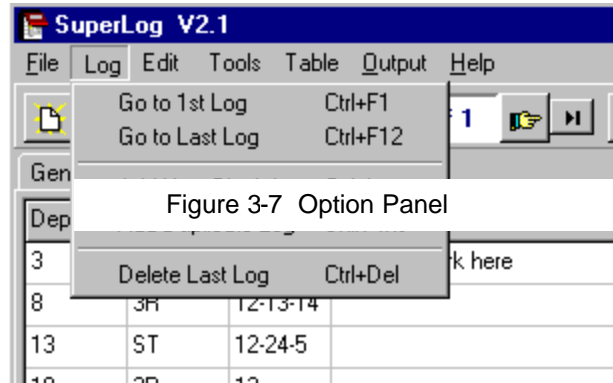 SuperLog V2.1
File Log Edit Tools Table Output Help
Go to 1st Log Ctrl+F1
1
Go to Last Log Ctrl+F12
Gen
Figure 3-7 Option Panel
Dep
3 rk here
Delete Last Log Ctrl+Del
8 3R 12-13-14
13 ST 12-24-5